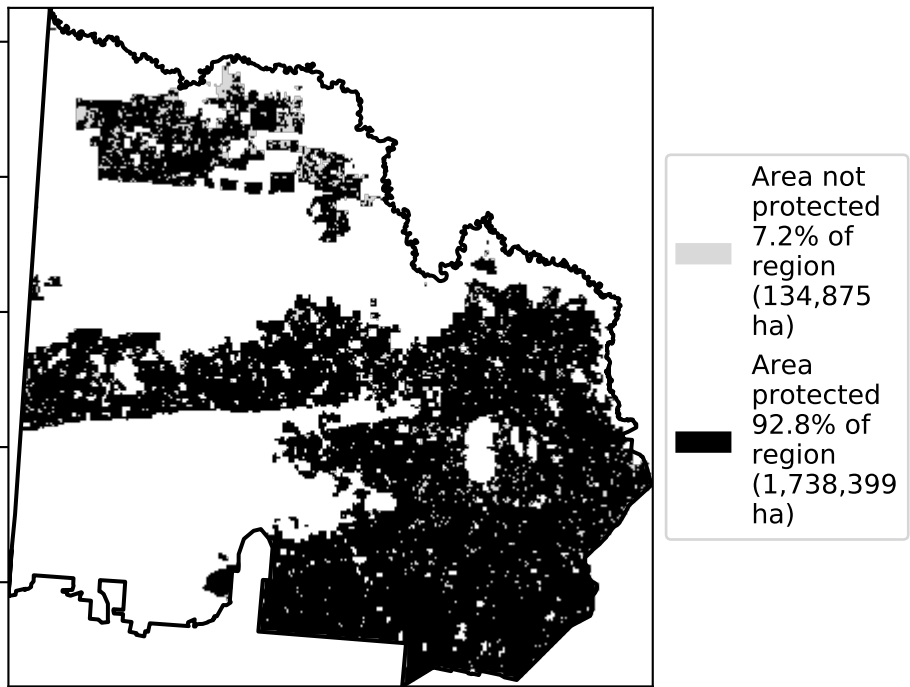 Area not
protected
7.2% of
region
(134,875
ha)
Area
protected
92.8% of
region
(1,738,399
ha)